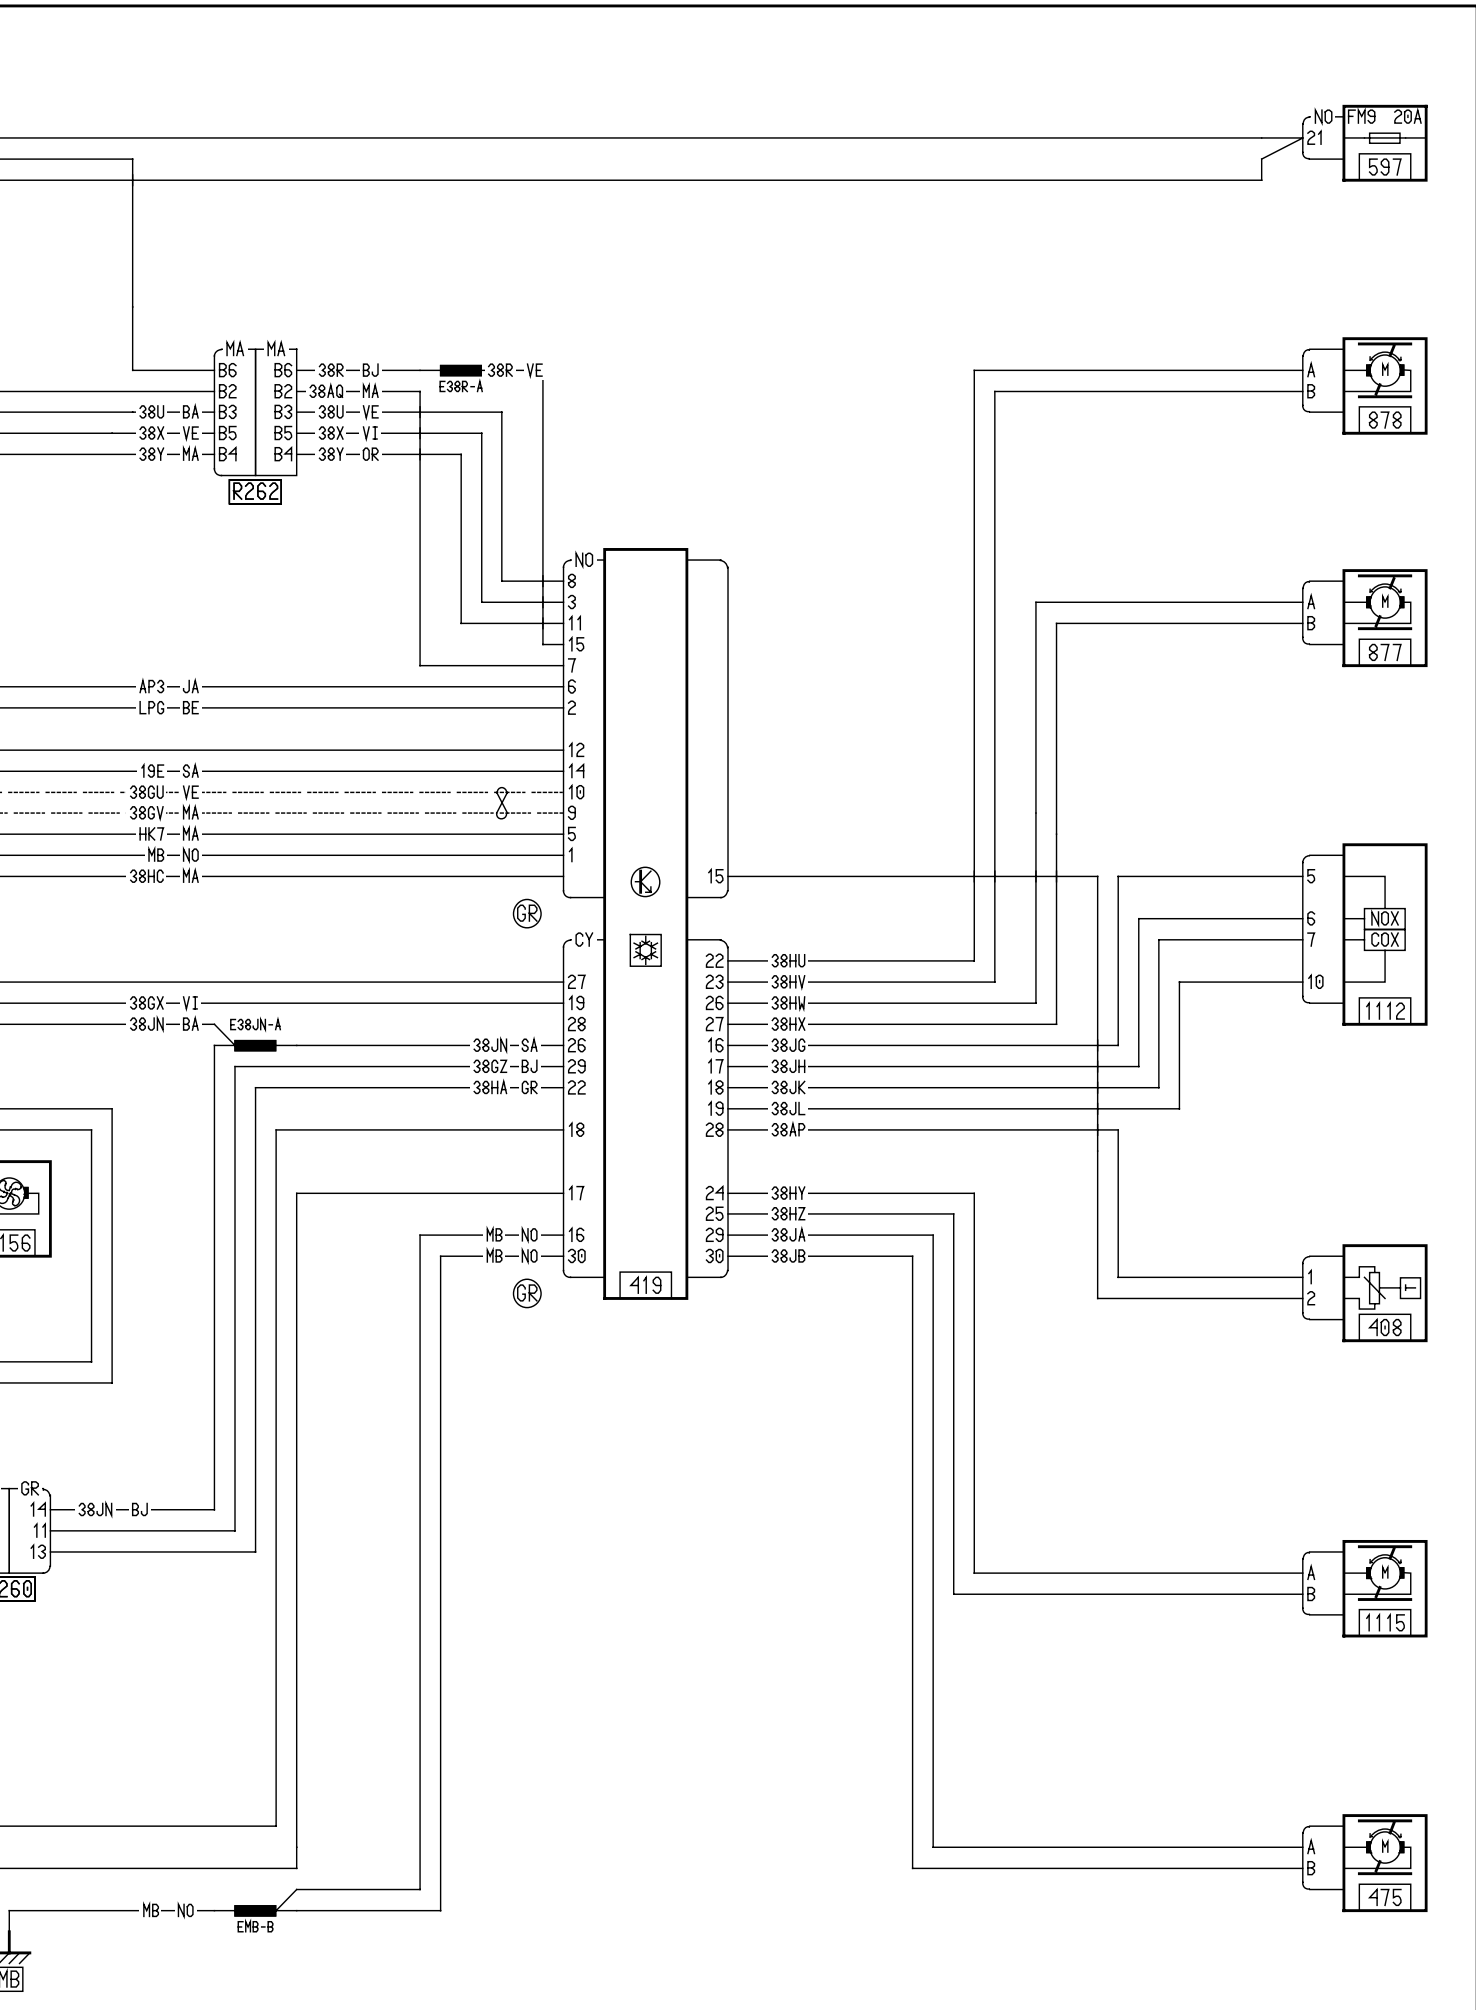 NO FM9 20A
21
597
MA MA
B6 B6 38R BJ 38R VE
B2 B2 38AQ MA E38R-A
38U BA B3 B3 38U VE
38X VE B5 B5 38X VI
38Y MA B4 B4 38Y OR
R262
A M
B
878
NO
8
3
11
15
7
AP3 JA 6
LPG BE 2
12
19E SA 14
38GU VE 10
38GV MA 9
HK7 MA 5
MB NO 1
38HC MA
15
GR
A M
B
877
5
6 NOX
7 COX
10
1112
CY
22 38HU
27 23 38HV
38GX VI 19 26 38HW
38JN BA E38JN-A 28 27 38HX
38JN SA 26 16 38JG
38GZ BJ 29 17 38JH
38HA GR 22 18 38JK
19 38JL
18 28 38AP
17 24 38HY
25 38HZ
MB NO 16 29 38JA
MB NO 30 30 38JB
419
GR
156
1
2 T
408
GR
14 38JN BJ
11
13
260
A M
B
1115
A M
B
475
MB NO
EMB-B
MB